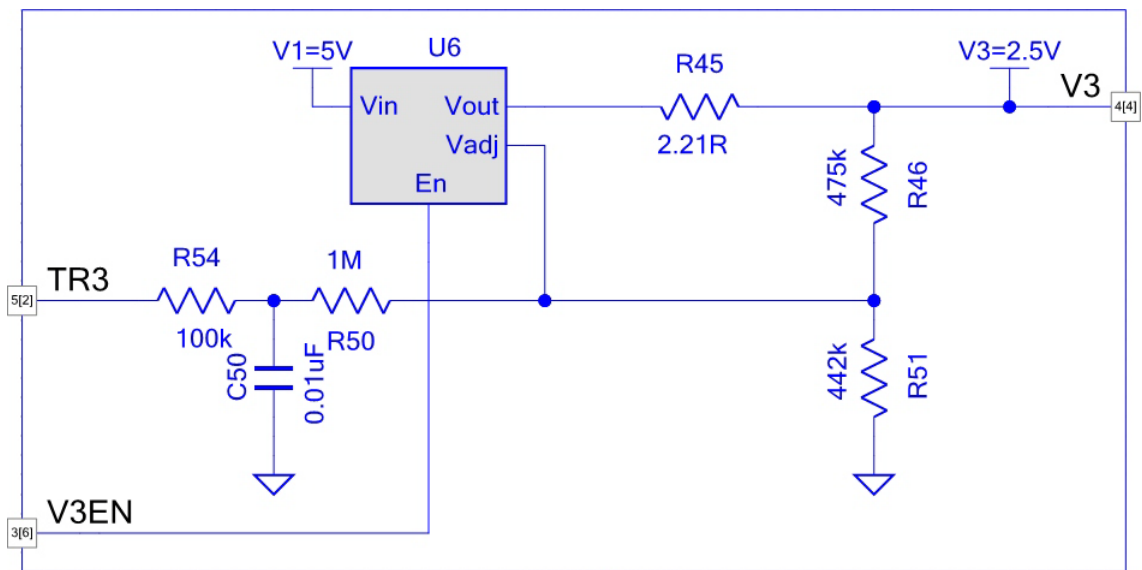 V1=5V
U6
R45
V3=2.5V
V3
4[4]
Vin
Vout
2.21R
Vadj
En
475k
R46
TR3
R54
1M
5[2]
100k
R50
C50
0.01uF
442k
R51
V3EN
3[6]